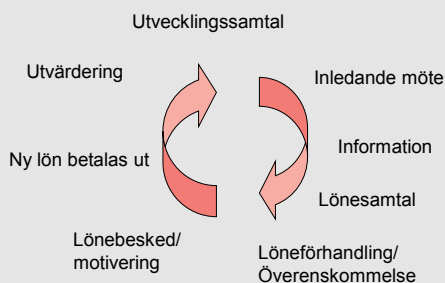 Utvecklingssamtal
Utvärdering
Inledande möte
Information
Ny lön betalas ut
Lönesamtal
Lönebesked/
motivering
Löneförhandling/
Överenskommelse